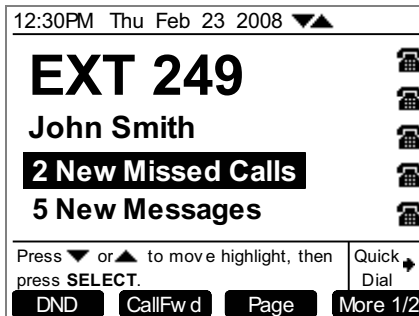 12:30PM Thu Feb 23 2008 ▼▲
EXT 249
John Smith
2 New Missed Calls
5 New Messages
Press ▼ or ▲ to move highlight, then
press SELECT.
Quick
Dial
DND CallFwd Page More 1/2